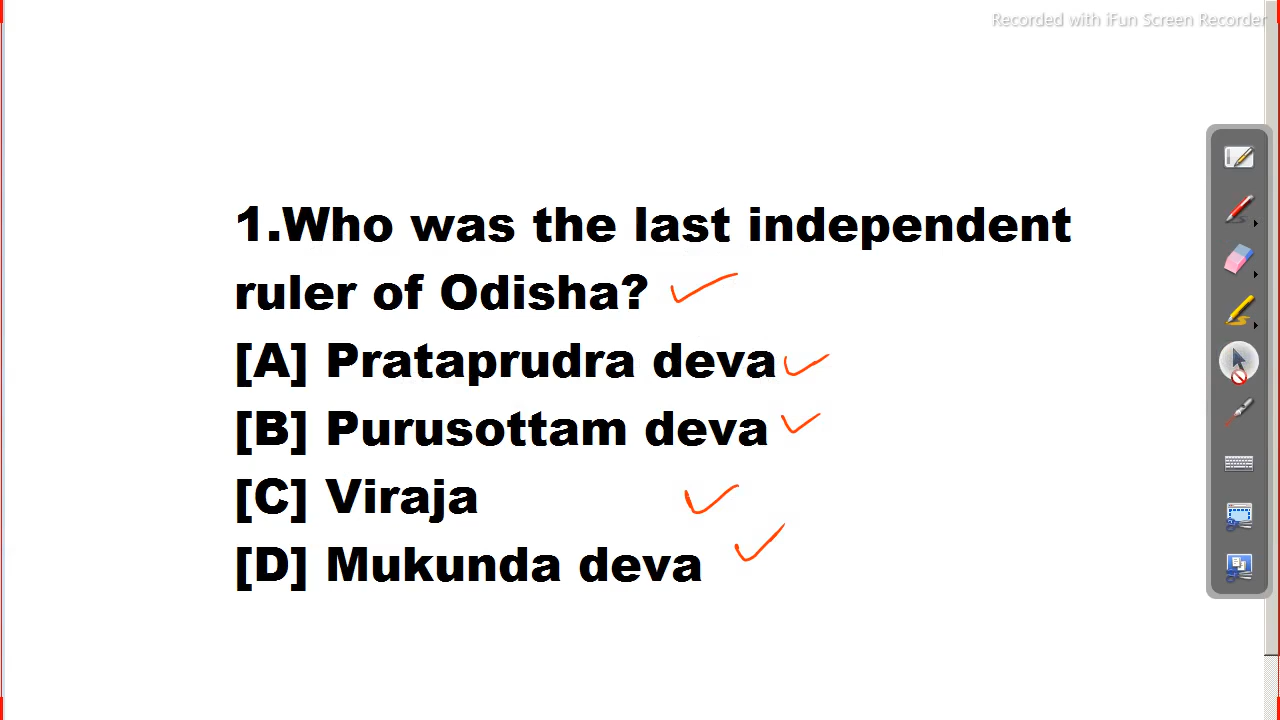 Recorded with iFun Screen Recorder
1.Who was the last independent
ruler of Odisha?
[A] Prataprudra deva
[B] Purusottam deva
[C] Viraja
[D] Mukunda deva